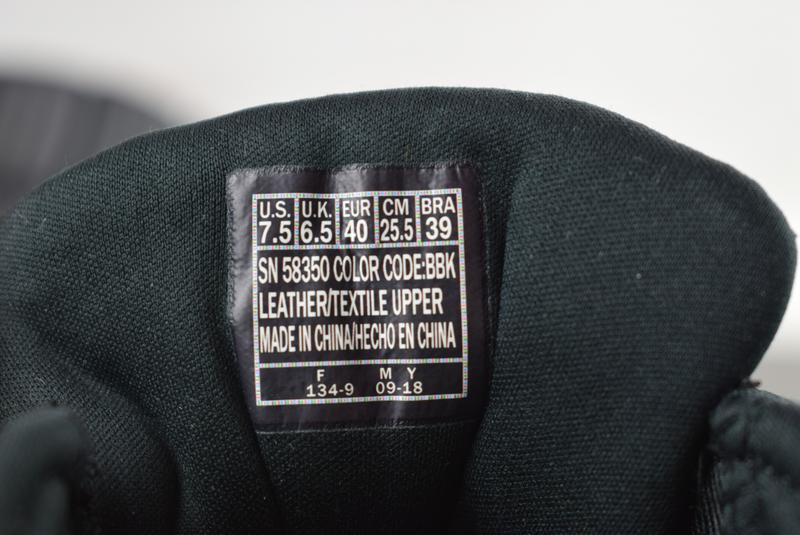 U.S. U.K. EUR CM BRA
7.5 6.5 40 25.5 39
SN 58350 COLOR CODE:BBK
LEATHER/TEXTILE UPPER
MADE IN CHINA/HECHO EN CHINA
F M Y
134-9 09-18